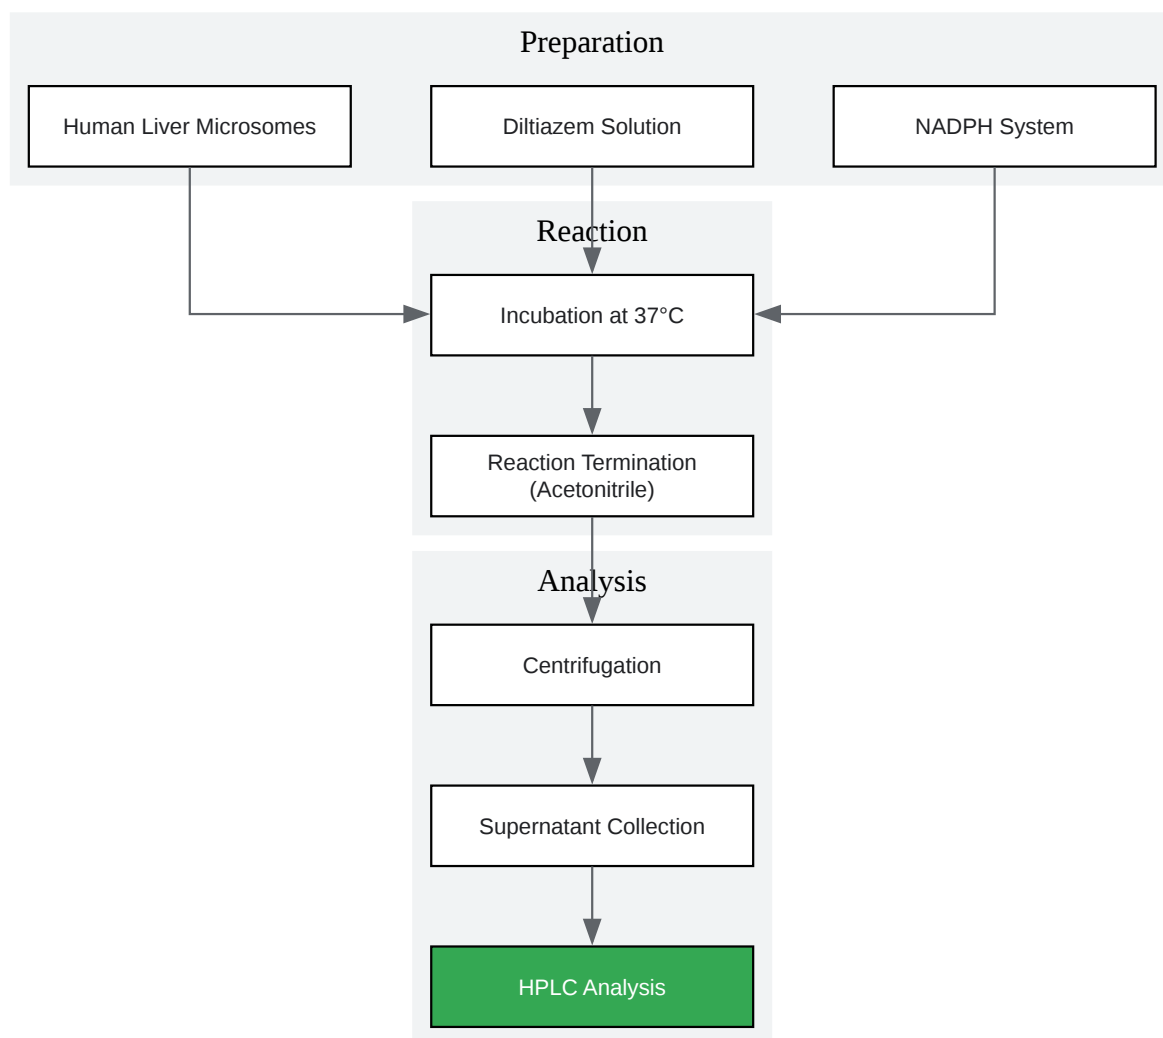 Preparation
Human Liver Microsomes
Diltiazem Solution
NADPH System
Reaction
Incubation at 37°C
Reaction Termination
(Acetonitrile)
Analysis
Centrifugation
Supernatant Collection
HPLC Analysis